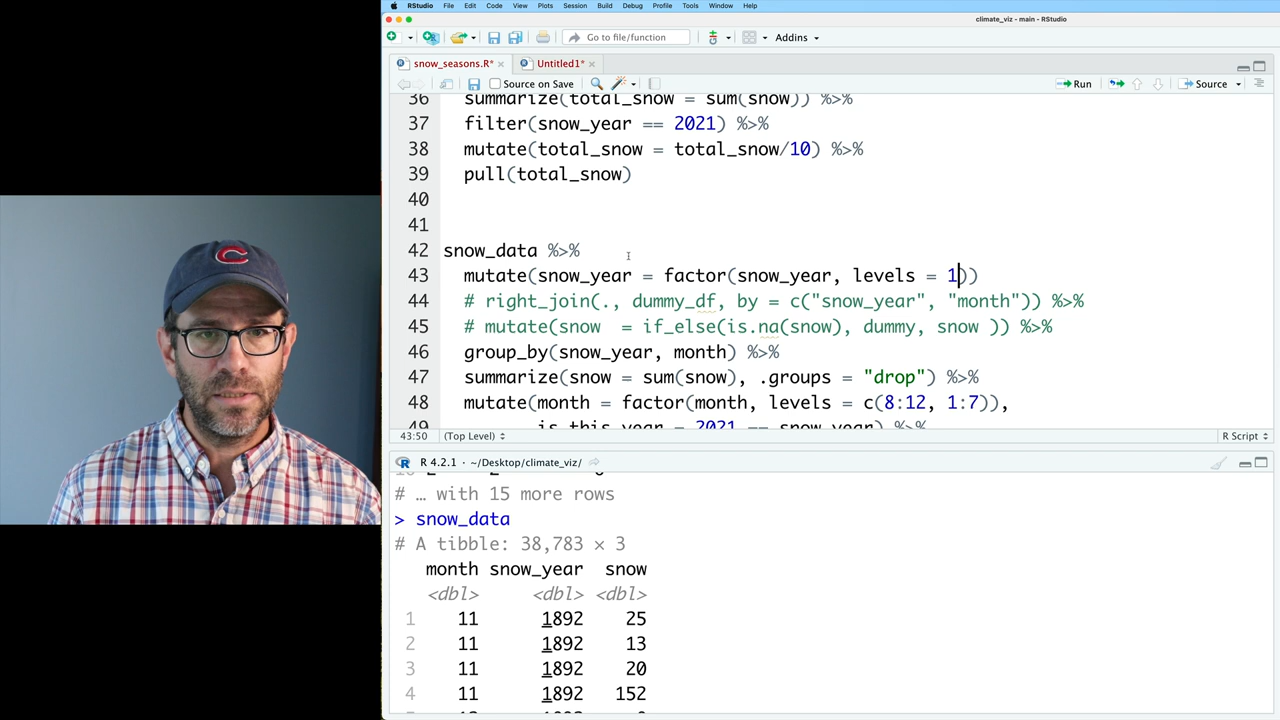 RStudio File Edit Code View Plots Session Build Debug Profile Tools Window Help
climate_viz - main - RStudio
Go to file/function Addins
snow_seasons.R* Untitled1*
Source on Save Run Source
36 summarize(total_snow = sum(snow)) %>%
37 filter(snow_year == 2021) %>%
38 mutate(total_snow = total_snow/10) %>%
39 pull(total_snow)
40
41
42 snow_data %>%
43 mutate(snow_year = factor(snow_year, levels = 1))
44 # right_join(., dummy_df, by = c("snow_year", "month")) %>%
45 # mutate(snow  = if_else(is.na(snow), dummy, snow )) %>%
46 group_by(snow_year, month) %>%
47 summarize(snow = sum(snow), .groups = "drop") %>%
48 mutate(month = factor(month, levels = c(8:12, 1:7)),
49 is_this_year = 2021 == snow_year) %>%
43:50 (Top Level) R Script
R 4.2.1 · ~/Desktop/climate_viz/
# … with 15 more rows
> snow_data
# A tibble: 38,783 × 3
month snow_year snow
<dbl> <dbl> <dbl>
1 11 1892 25
2 11 1892 13
3 11 1892 20
4 11 1892 152
C